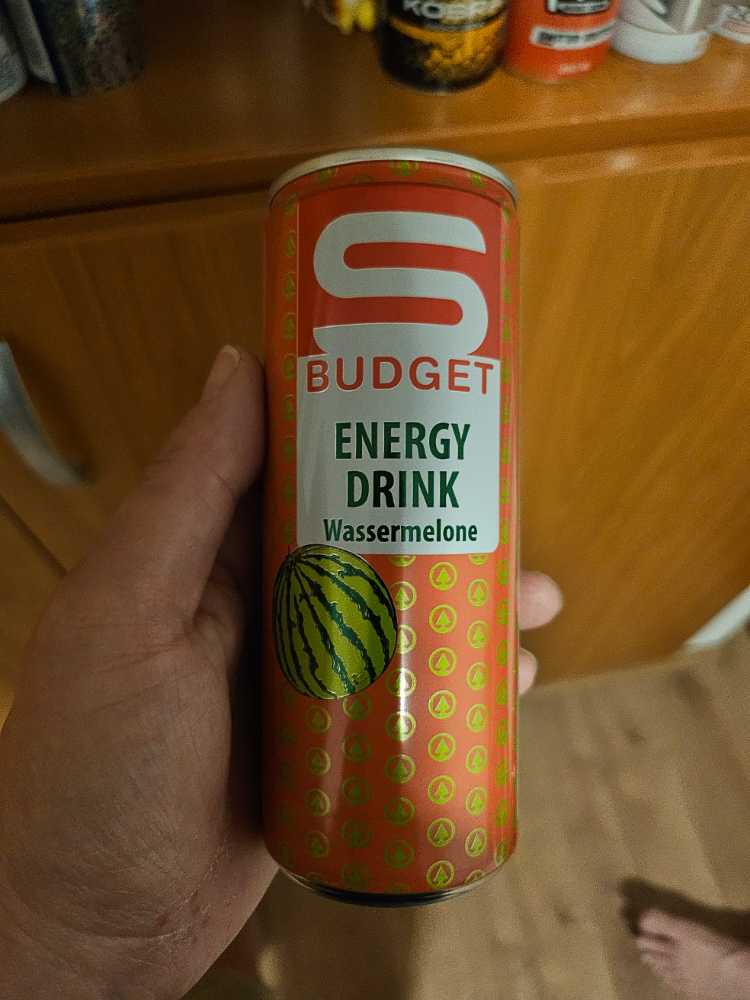 S
BUDGET
ENERGY
DRINK
Wassermelone